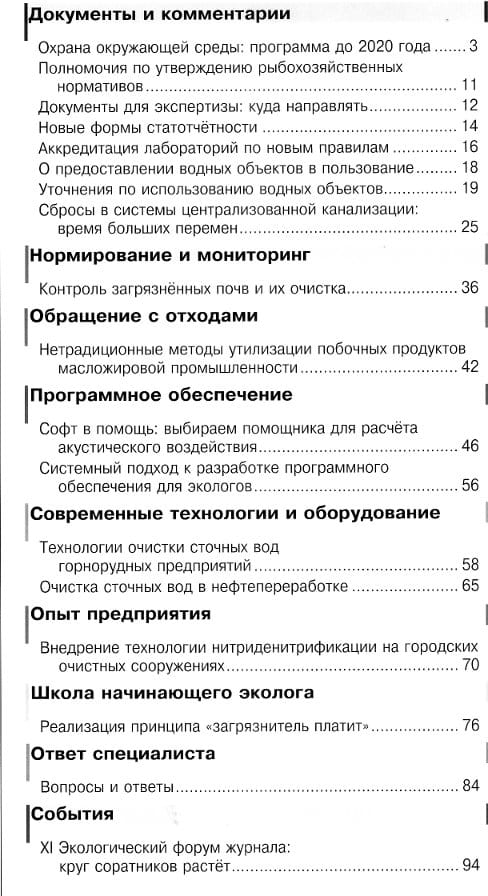 Документы и комментарии
Охрана окружающей среды: программа до 2020 года.......3
Полномочия по утверждению рыбохозяйственных
нормативов.......11
Документы для экспертизы: куда направлять.......12
Новые формы статотчётности.......14
Аккредитация лабораторий по новым правилам.......16
О предоставлении водных объектов в пользование.......18
Уточнения по использованию водных объектов.......19
Сбросы в системы централизованной канализации:
время больших перемен.......25
Нормирование и мониторинг
Контроль загрязнённых почв и их очистка.......36
Обращение с отходами
Нетрадиционные методы утилизации побочных продуктов
масложировой промышленности.......42
Программное обеспечение
Софт в помощь: выбираем помощника для расчёта
акустического воздействия.......46
Системный подход к разработке программного
обеспечения для экологов.......56
Современные технологии и оборудование
Технологии очистки сточных вод
горнорудных предприятий.......58
Очистка сточных вод в нефтепереработке.......65
Опыт предприятия
Внедрение технологии нитриденитрификации на городских
очистных сооружениях.......70
Школа начинающего эколога
Реализация принципа «загрязнитель платит».......76
Ответ специалиста
Вопросы и ответы.......84
События
XI Экологический форум журнала:
круг соратников растёт.......94